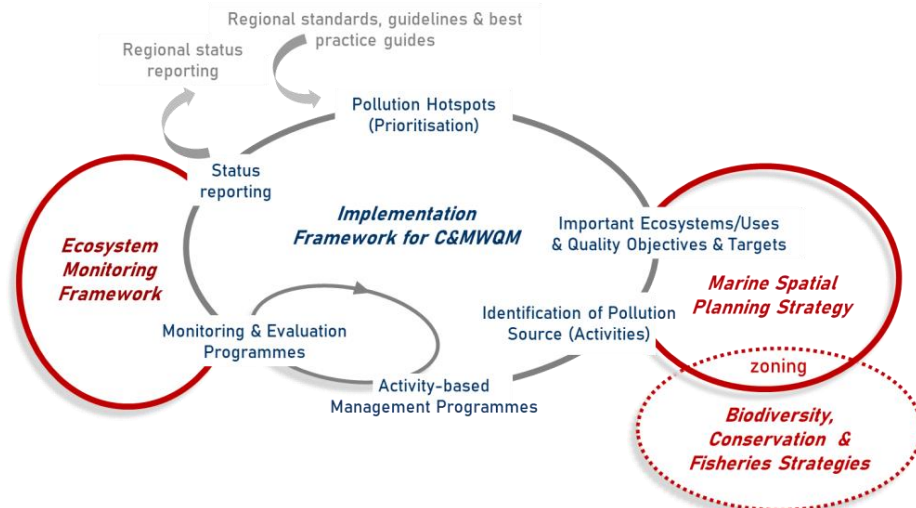 Regional standards, guidelines & best
practice guides
Regional status
reporting
Pollution Hotspots
(Prioritisation)
Status
reporting
Implementation
Framework for C&MWQM
Important Ecosystems/Uses
& Quality Objectives & Targets
Ecosystem
Monitoring
Framework
Marine Spatial
Planning Strategy
Identification of Pollution
Source (Activities)
Monitoring & Evaluation
Programmes
Activity-based
Management Programmes
zoning
Biodiversity,
Conservation &
Fisheries Strategies